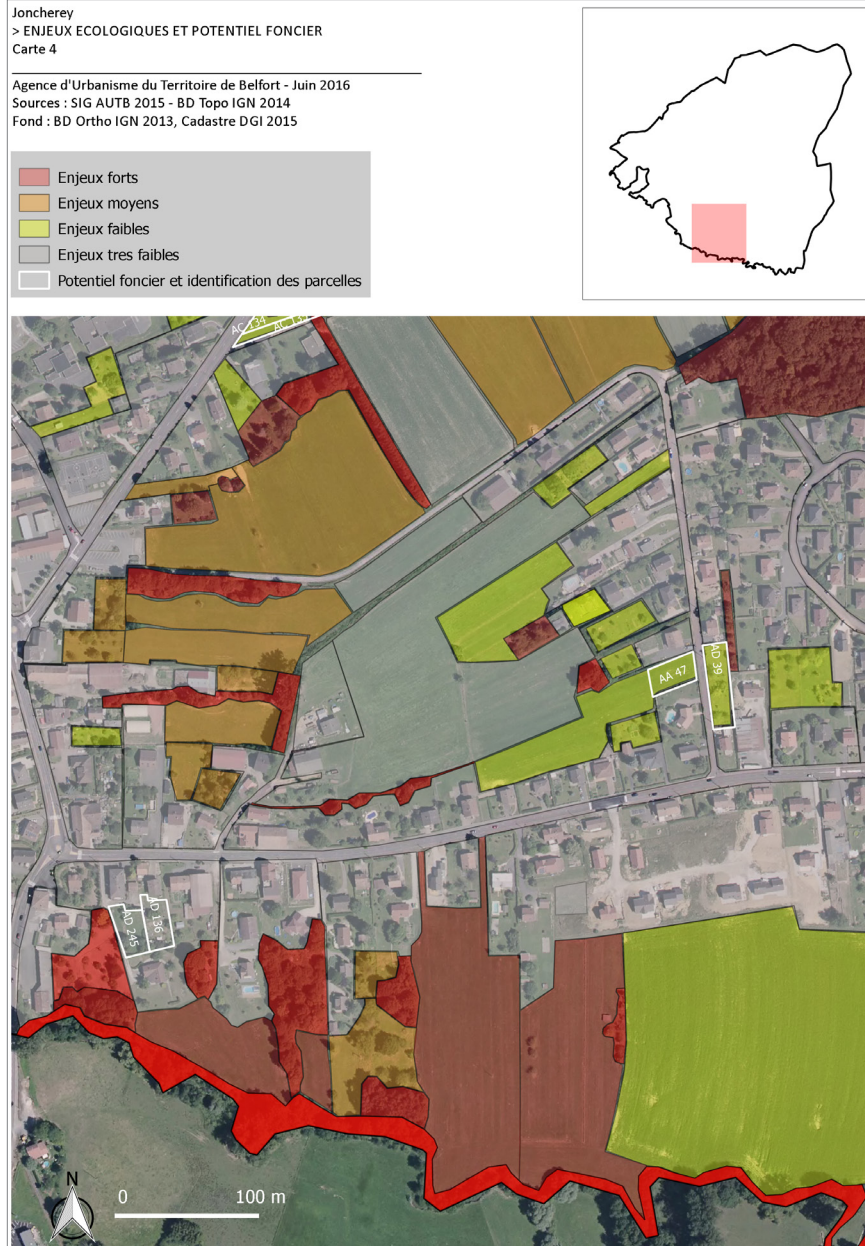 Joncherey
> ENJEUX ECOLOGIQUES ET POTENTIEL FONCIER
Carte 4
Agence d'Urbanisme du Territoire de Belfort - Juin 2016
Sources : SIG AUTB 2015 - BD Topo IGN 2014
Fond : BD Ortho IGN 2013, Cadastre DGI 2015
Enjeux forts
Enjeux moyens
Enjeux faibles
Enjeux tres faibles
Potentiel foncier et identification des parcelles
AC 134
AA 47
AD 39
AD 136
AD 245
N
0 100 m